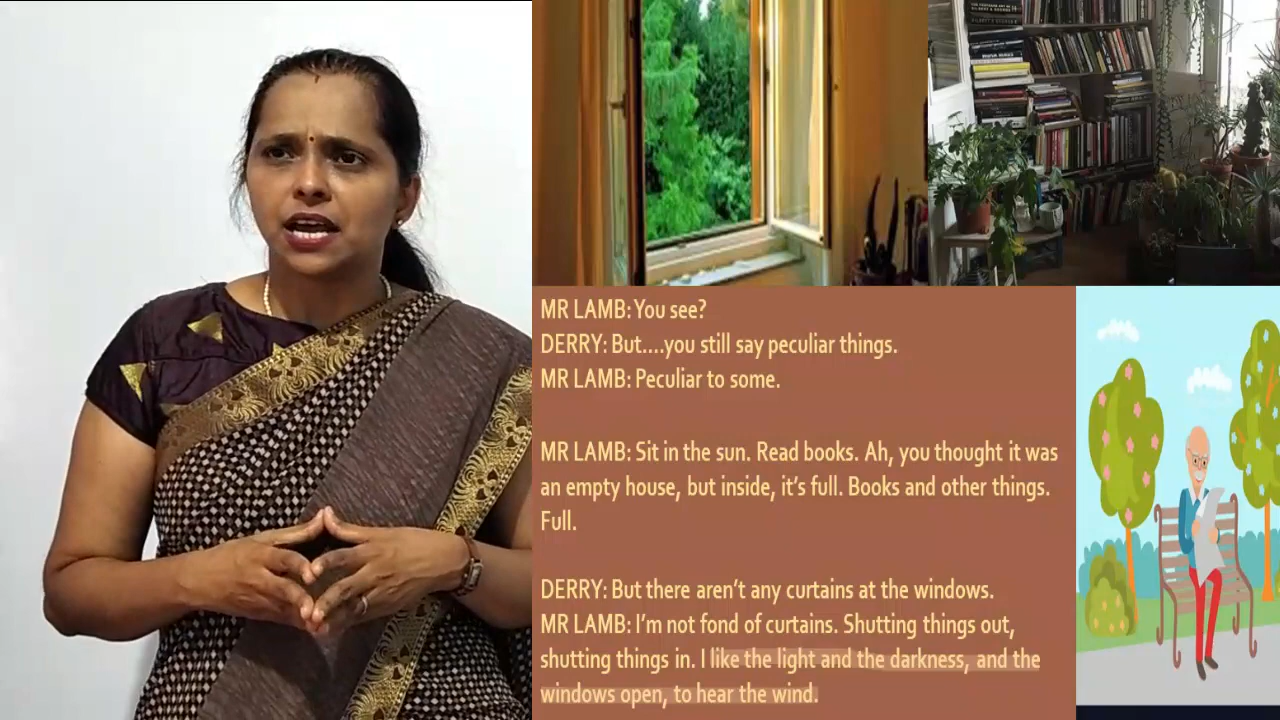 MR LAMB: You see?
DERRY: But....you still say peculiar things.
MR LAMB: Peculiar to some.
MR LAMB: Sit in the sun. Read books. Ah, you thought it was
an empty house, but inside, it's full. Books and other things.
Full.
DERRY: But there aren't any curtains at the windows.
MR LAMB: I'm not fond of curtains. Shutting things out,
shutting things in. I like the light and the darkness, and the
windows open, to hear the wind.